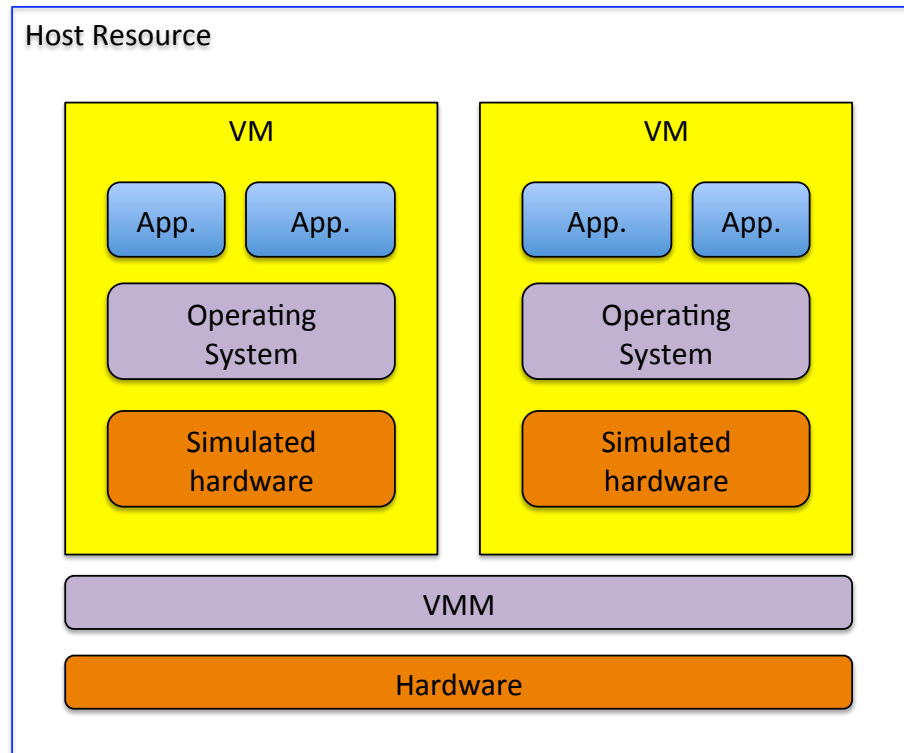 Host Resource
VM
VM
App.
App.
App.
App.
Operating
System
Operating
System
Simulated
hardware
Simulated
hardware
VMM
Hardware